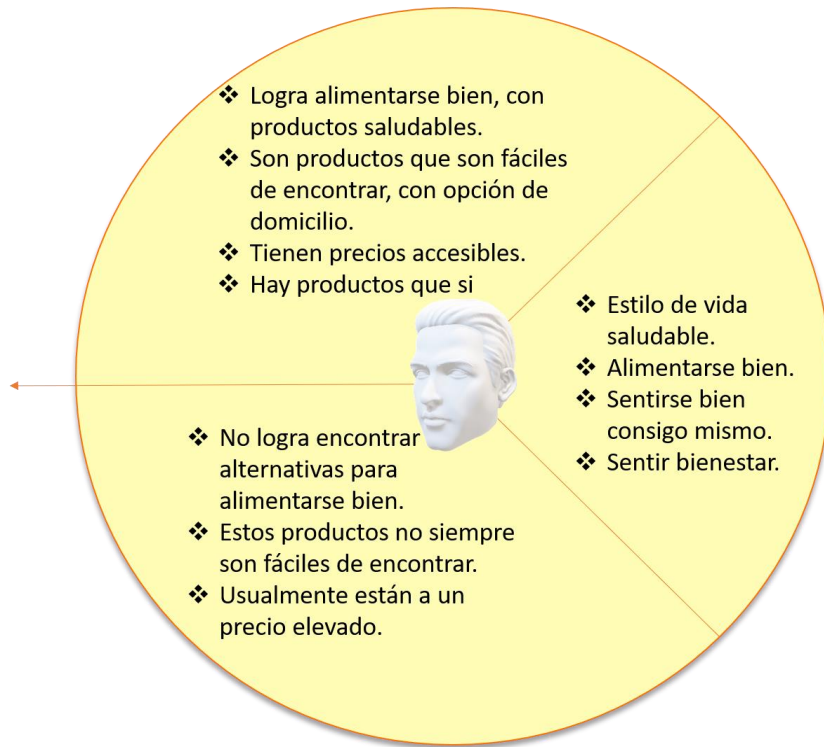 ❖ Logra alimentarse bien, con
productos saludables.
❖ Son productos que son fáciles
de encontrar, con opción de
domicilio.
❖ Tienen precios accesibles.
❖ Hay productos que si
❖ Estilo de vida
saludable.
❖ Alimentarse bien.
❖ Sentirse bien
consigo mismo.
❖ Sentir bienestar.
❖ No logra encontrar
alternativas para
alimentarse bien.
❖ Estos productos no siempre
son fáciles de encontrar.
❖ Usualmente están a un
precio elevado.